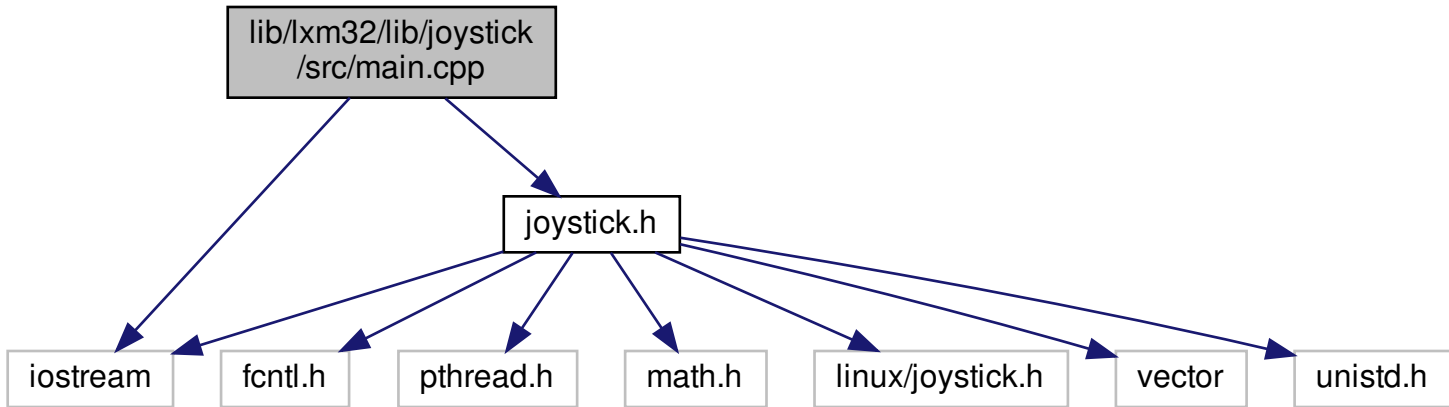 lib/lxm32/lib/joystick
/src/main.cpp
joystick.h
iostream
fcntl.h
pthread.h
math.h
linux/joystick.h
vector
unistd.h